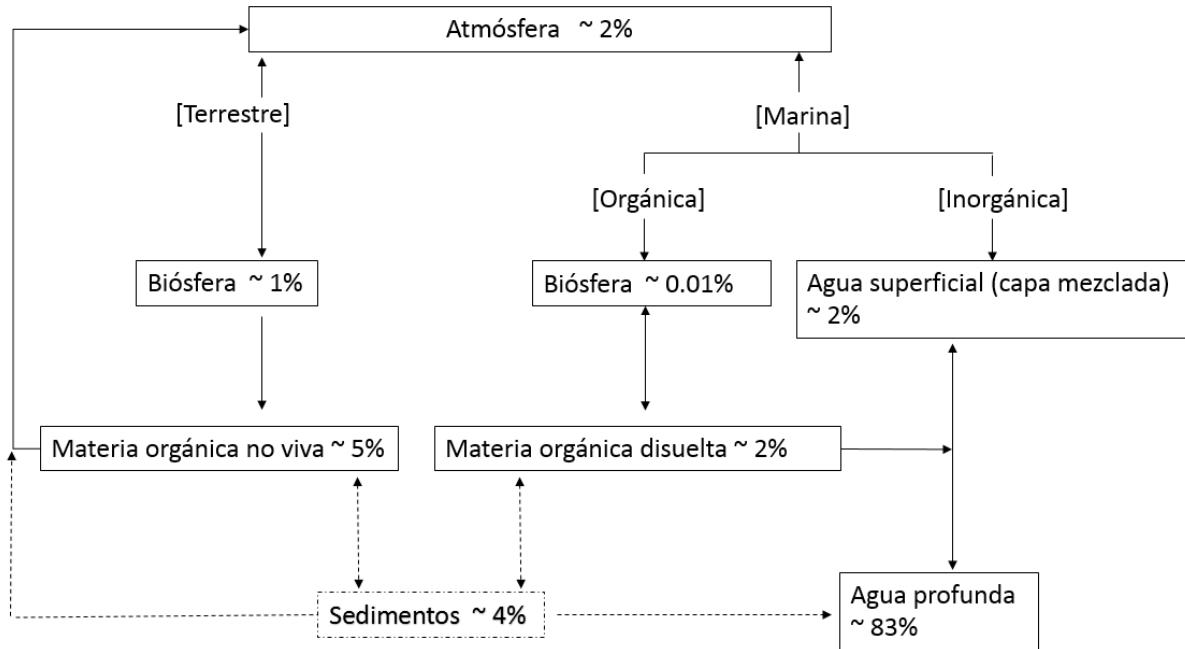 Atmósfera ~ 2%
[Terrestre]
[Marina]
[Orgánica]
[Inorgánica]
Biósfera ~ 1%
Biósfera ~ 0.01%
Agua superficial (capa mezclada)
~ 2%
Materia orgánica no viva ~ 5%
Materia orgánica disuelta ~ 2%
Sedimentos ~ 4%
Agua profunda
~ 83%